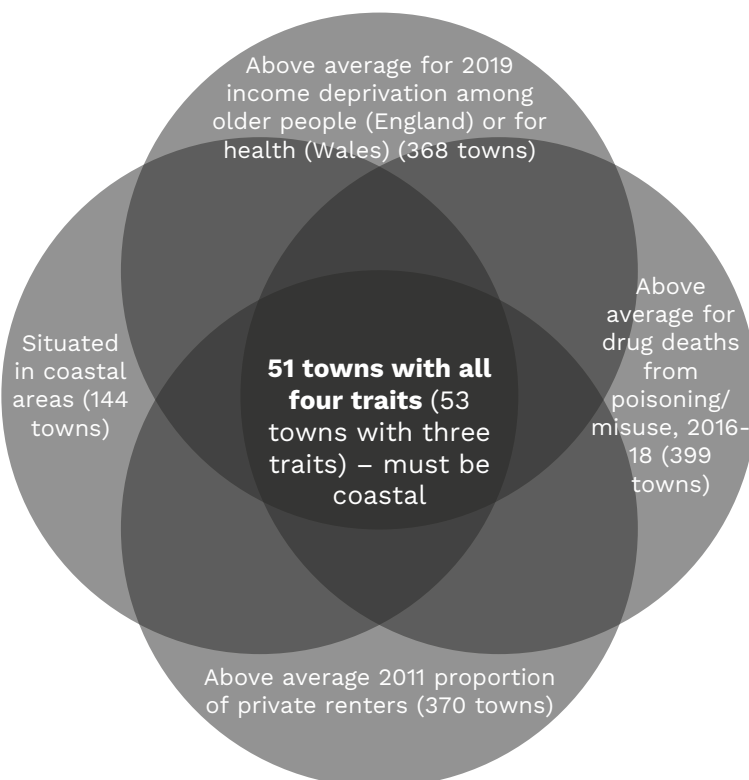 Above average for 2019
income deprivation among
older people (England) or for
health (Wales) (368 towns)
Situated
in coastal
areas (144
towns)
51 towns with all
four traits (53
towns with three
traits) – must be
coastal
Above
average for
drug deaths
from
poisoning/
misuse, 2016-
18 (399
towns)
Above average 2011 proportion
of private renters (370 towns)